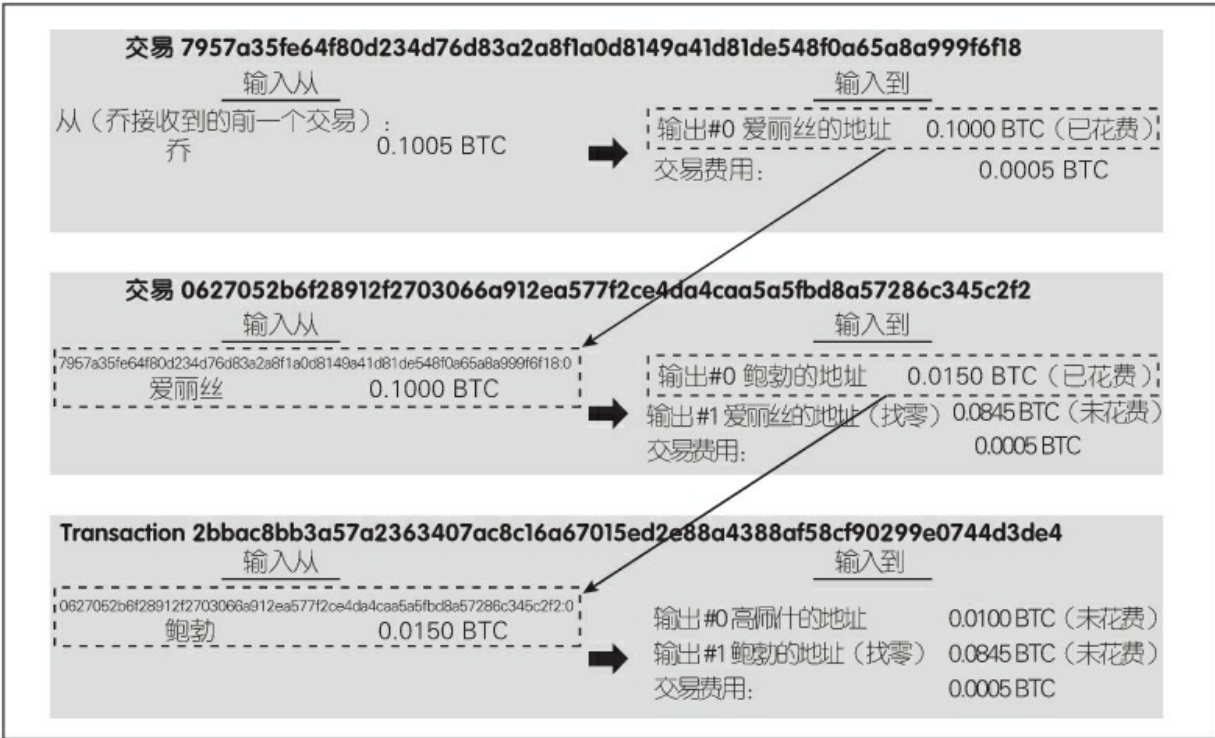 交易 7957a35fe64f80d234d76d83a2a8f1a0d8149a41d81de548f0a65a8a999f6f18
输入从 输入到
从（乔接收到的前一个交易）：
乔 0.1005 BTC
输出#0 爱丽丝的地址 0.1000 BTC（已花费）
交易费用： 0.0005 BTC
交易 0627052b6f28912f2703066a912ea577f2ce4da4caa5a5fbd8a57286c345c2f2
输入从 输入到
7957a35fe64f80d234d76d83a2a8f1a0d8149a41d81de548f0a65a8a999f6f18:0
爱丽丝 0.1000 BTC
输出#0 鲍勃的地址 0.0150 BTC（已花费）
输出#1 爱丽丝的地址（找零） 0.0845 BTC（未花费）
交易费用： 0.0005 BTC
Transaction 2bbac8bb3a57a2363407ac8c16a67015ed2e88a4388af58cf90299e0744d3de4
输入从 输入到
0627052b6f28912f2703066a912ea577f2ce4da4caa5a5fbd8a57286c345c2f2:0
鲍勃 0.0150 BTC
输出#0 高佩什的地址 0.0100 BTC（未花费）
输出#1 鲍勃的地址（找零） 0.0845 BTC（未花费）
交易费用： 0.0005 BTC